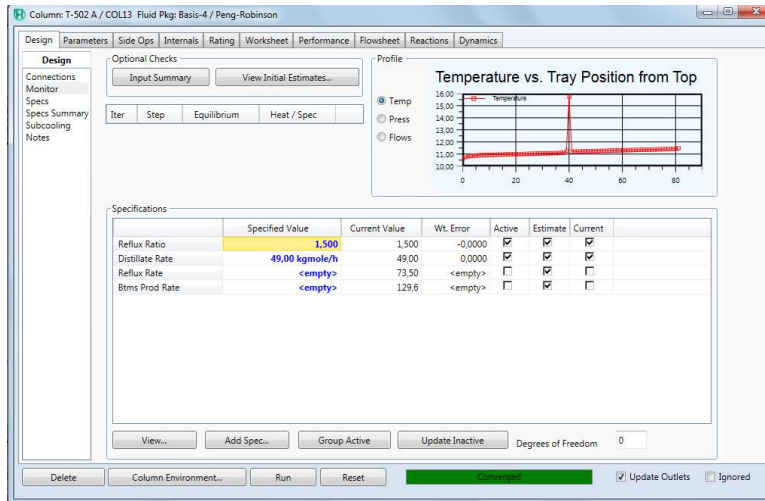 Column: T-502 A / COL13 Fluid Pkg: Basis-4 / Peng-Robinson
Design Parameters Side Ops Internals Rating Worksheet Performance Flowsheet Reactions Dynamics
Design
Connections
Monitor
Specs
Specs Summary
Subcooling
Notes
Optional Checks
Input Summary View Initial Estimates...
Iter Step Equilibrium Heat / Spec
Profile
Temp
Press
Flows
Temperature vs. Tray Position from Top
Temperature
16,00
15,00
14,00
13,00
12,00
11,00
10,00
0 20 40 60 80
Specifications
Specified Value Current Value Wt. Error Active Estimate Current
Reflux Ratio 1,500 1,500 -0,0000
Distillate Rate 49,00 kgmole/h 49,00 0,0000
Reflux Rate <empty> 73,50 <empty>
Btms Prod Rate <empty> 129,6 <empty>
View... Add Spec... Group Active Update Inactive Degrees of Freedom 0
Delete Column Environment... Run Reset Converged Update Outlets Ignored